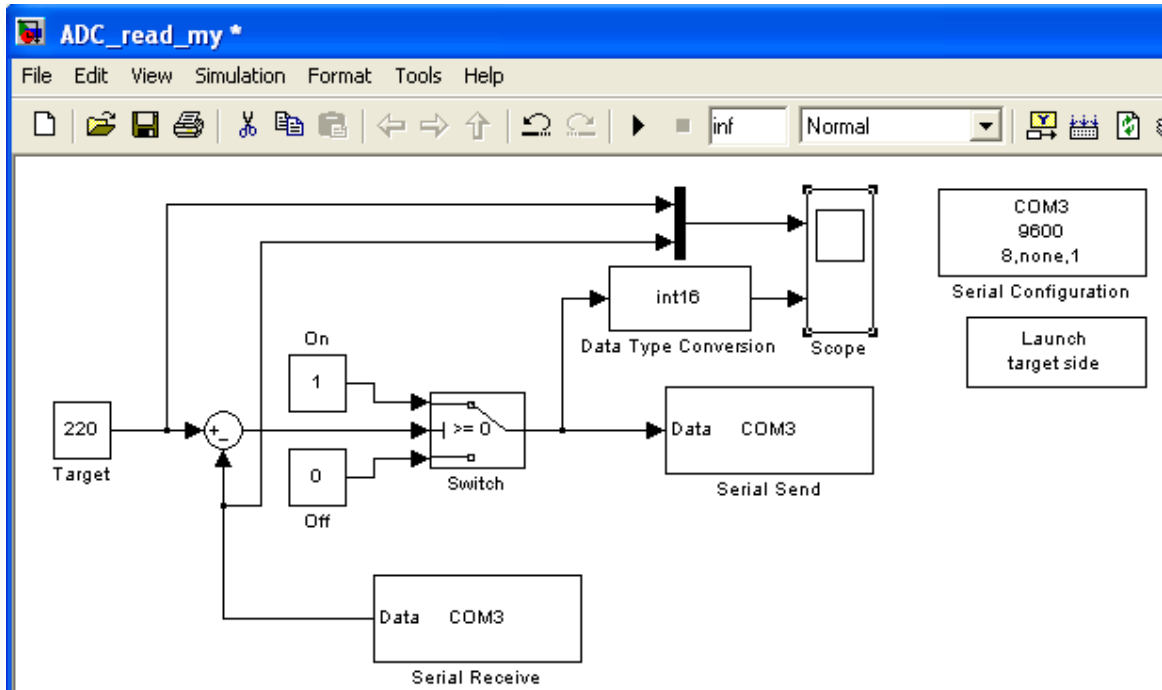 ADC_read_my *
File Edit View Simulation Format Tools Help
inf Normal
COM3
9600
8,none,1
Serial Configuration
int16
Data Type Conversion
Scope
Launch
target side
On
1
220
Target
+
-
>= 0
Switch
0
Off
Data COM3
Serial Send
Data COM3
Serial Receive